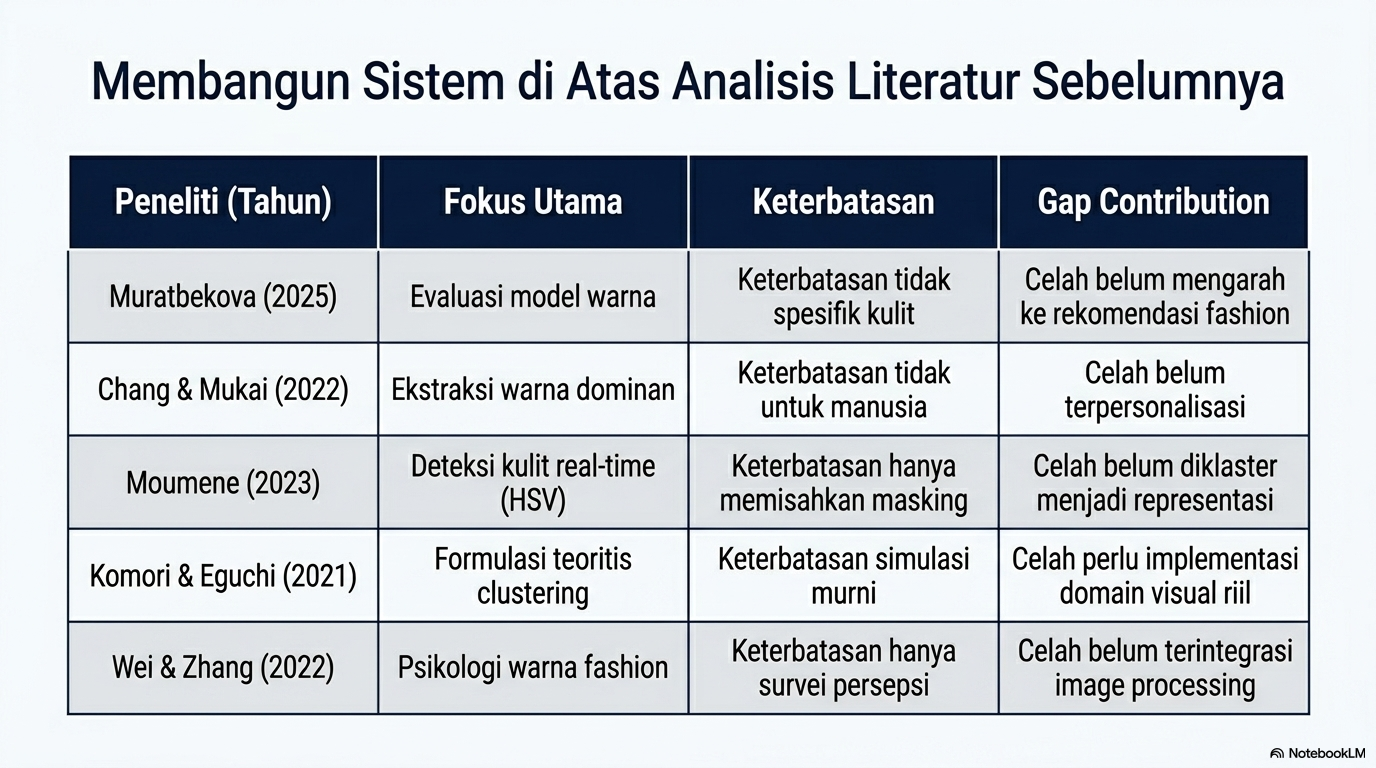 Membangun Sistem di Atas Analisis Literatur Sebelumnya
Peneliti (Tahun)
Fokus Utama
Keterbatasan
Gap Contribution
Muratbekova (2025)
Evaluasi model warna
Keterbatasan tidak
spesifik kulit
Celah belum mengarah
ke rekomendasi fashion
Chang & Mukai (2022)
Ekstraksi warna dominan
Keterbatasan tidak
untuk manusia
Celah belum
terpersonalisasi
Moumene (2023)
Deteksi kulit real-time
(HSV)
Keterbatasan hanya
memisahkan masking
Celah belum diklaster
menjadi representasi
Komori & Eguchi (2021)
Formulasi teoritis
clustering
Keterbatasan simulasi
murni
Celah perlu implementasi
domain visual riil
Wei & Zhang (2022)
Psikologi warna fashion
Keterbatasan hanya
survei persepsi
Celah belum terintegrasi
image processing
NotebookLM